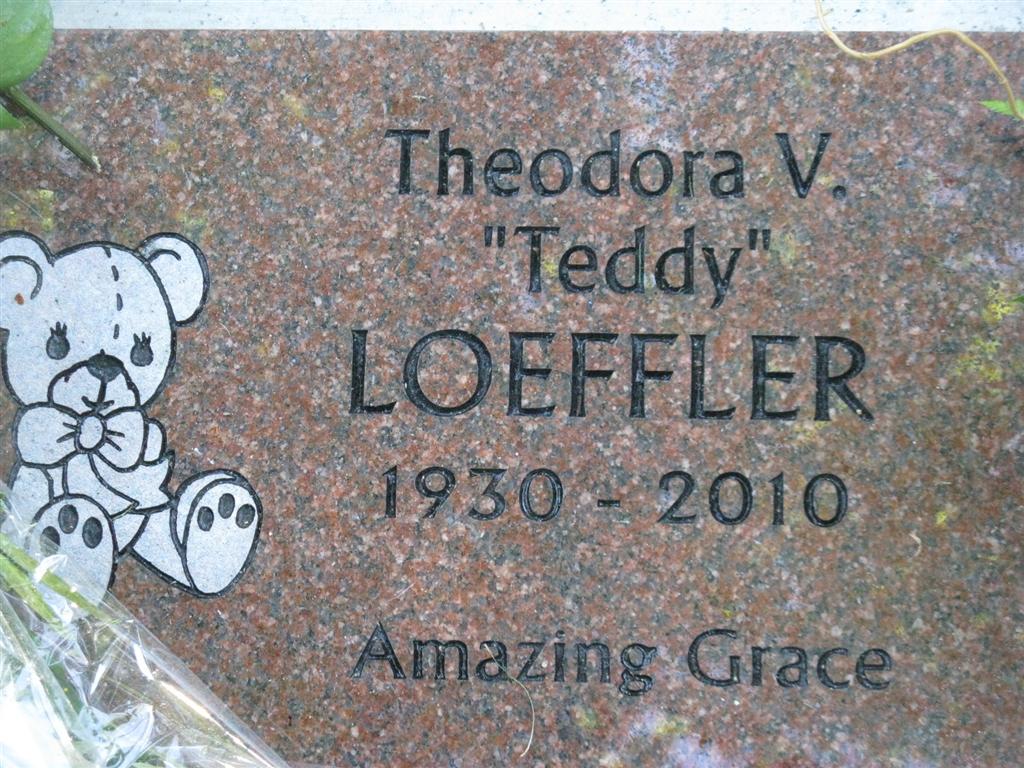 Theodora V.
"Teddy"
LOEFFLER
1930 - 2010
Amazing Grace